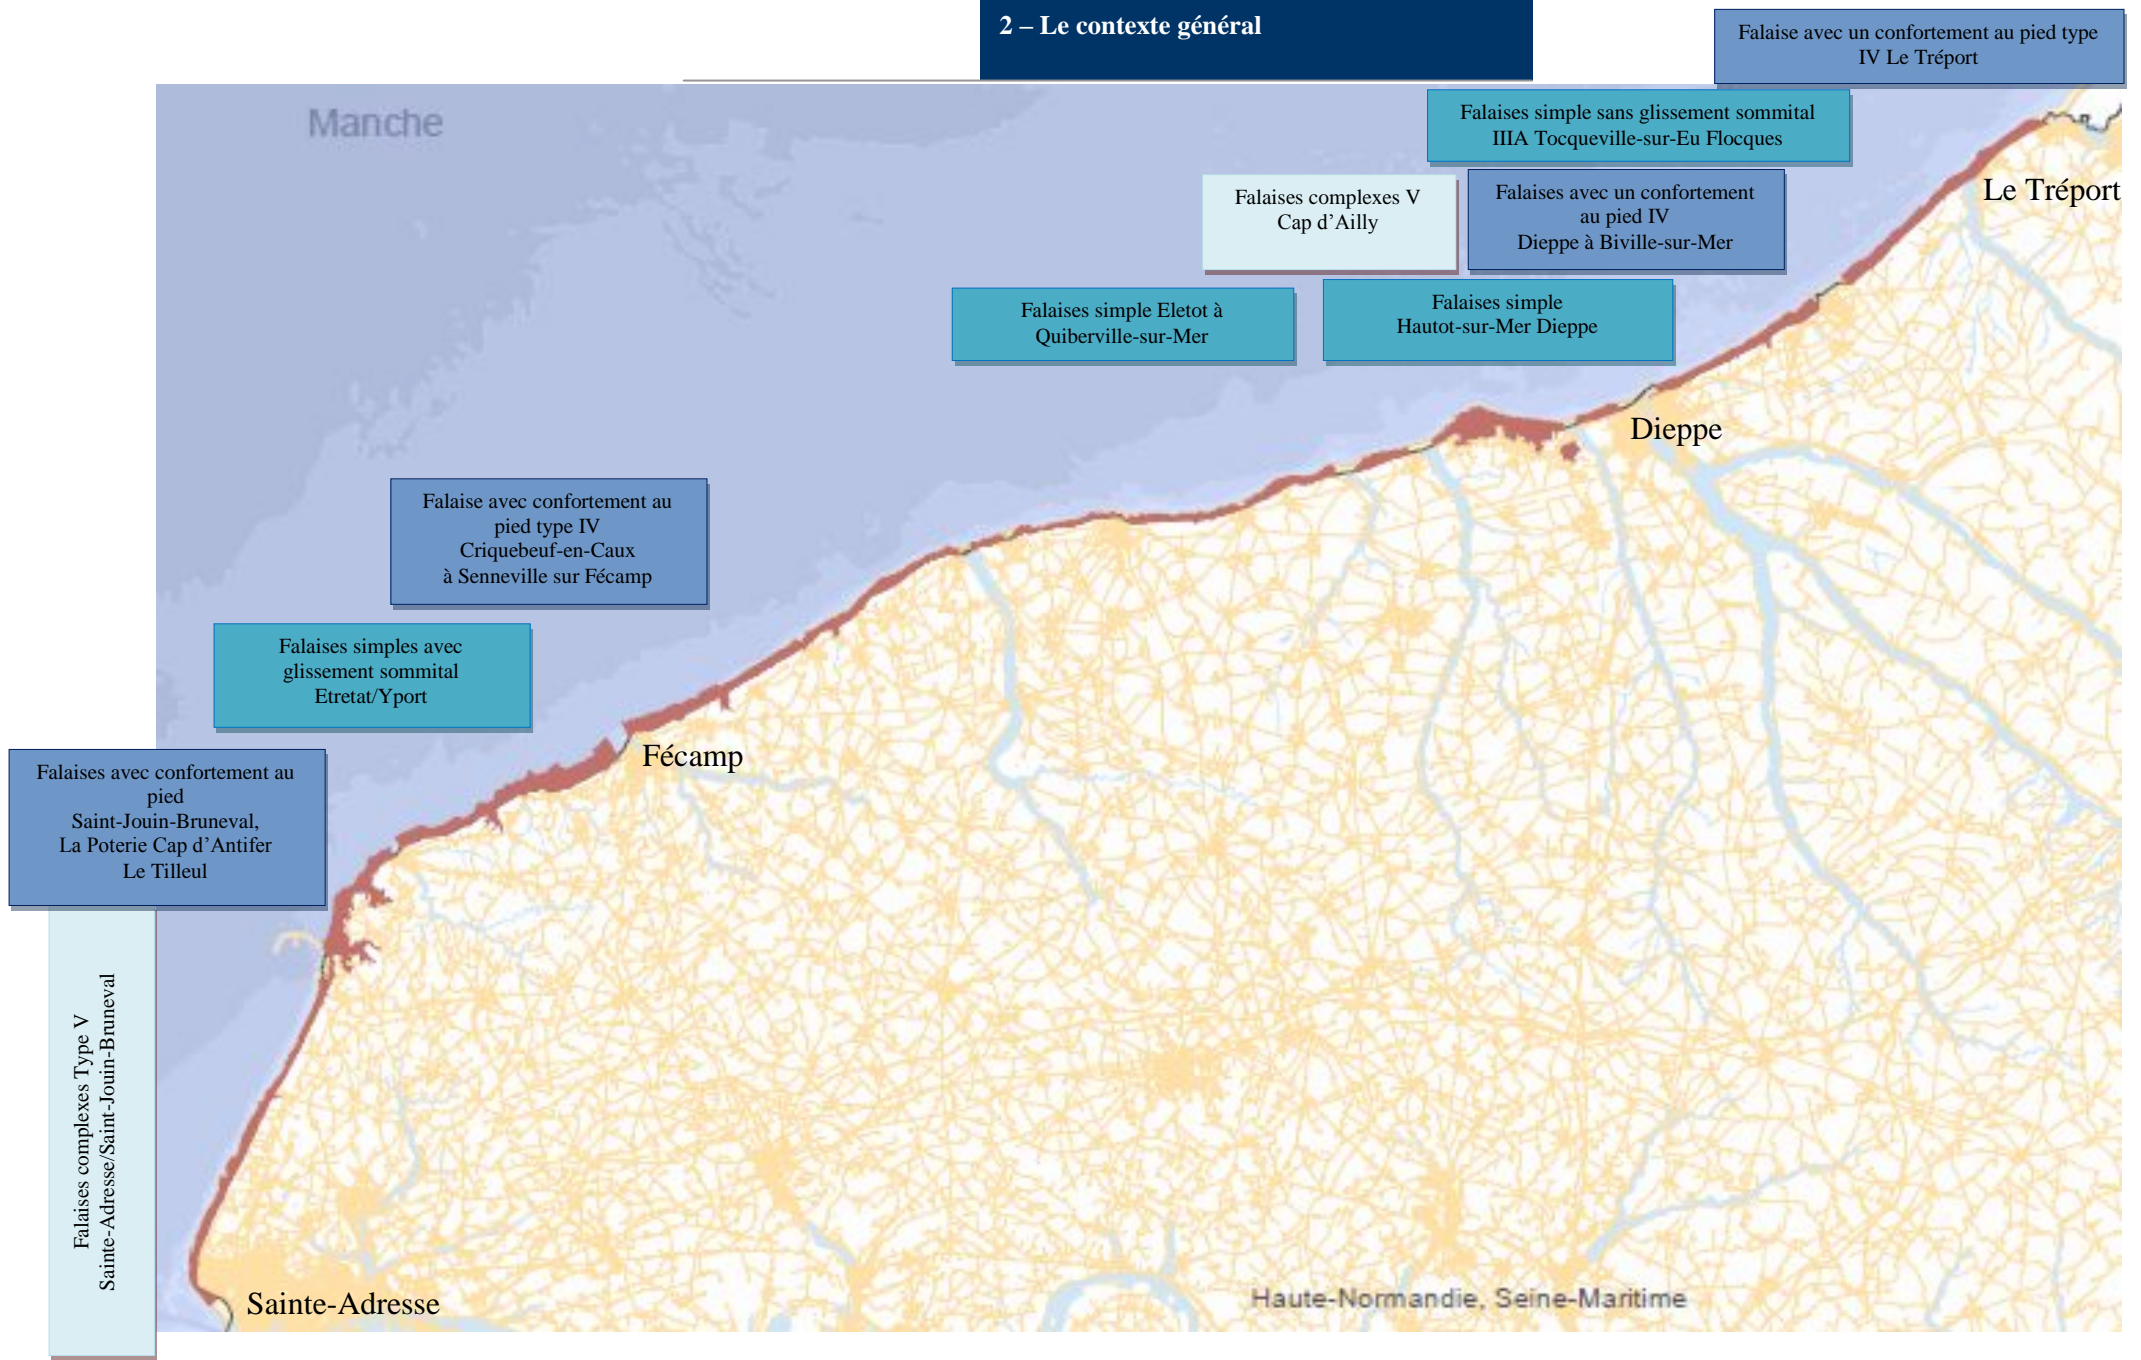 2 – Le contexte général
Falaise avec un confortement au pied type
IV Le Tréport
Manche
Falaises simple sans glissement sommital
IIIA Tocqueville-sur-Eu Flocques
Falaises complexes V
Cap d’Ailly
Falaises avec un confortement
au pied IV
Dieppe à Biville-sur-Mer
Le Tréport
Falaises simple Eletot à
Quiberville-sur-Mer
Falaises simple
Hautot-sur-Mer Dieppe
Dieppe
Falaise avec confortement au
pied type IV
Criquebeuf-en-Caux
à Senneville sur Fécamp
Falaises simples avec
glissement sommital
Etretat/Yport
Fécamp
Falaises avec confortement au
pied
Saint-Jouin-Bruneval,
La Poterie Cap d’Antifer
Le Tilleul
Falaises complexes Type V
Sainte-Adresse/Saint-Jouin-Bruneval
Sainte-Adresse
Haute-Normandie, Seine-Maritime